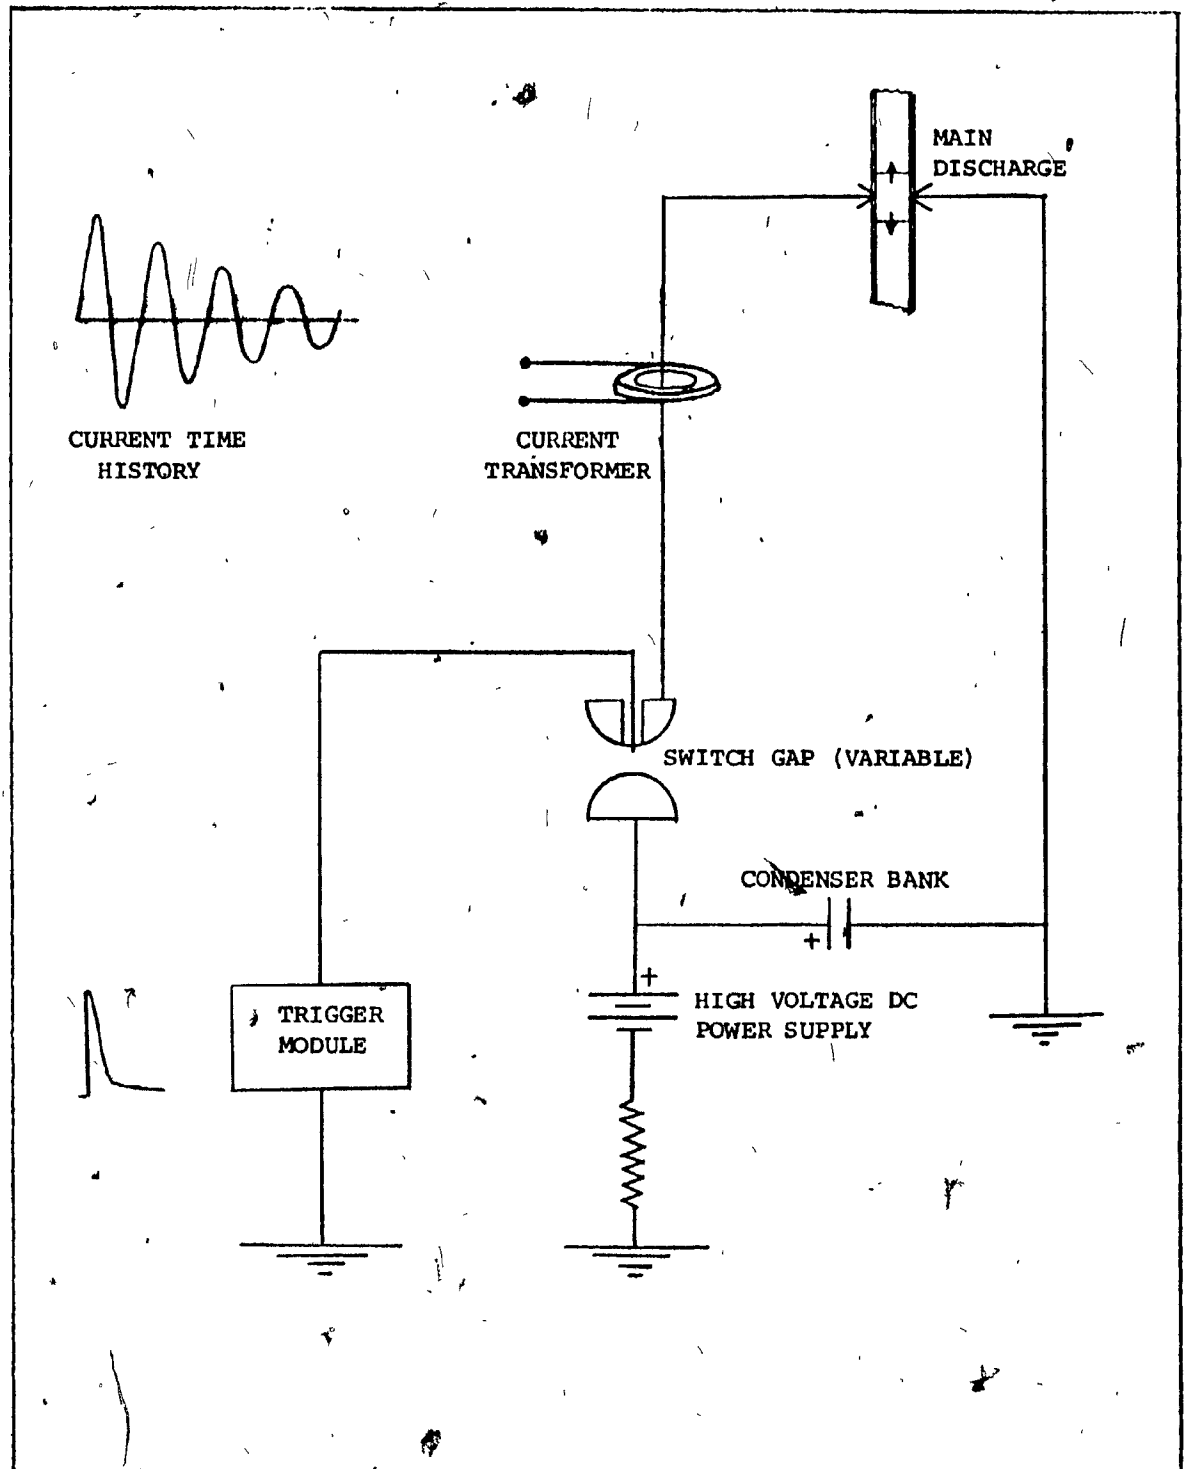 MAIN
DISCHARGE
CURRENT TIME
HISTORY
CURRENT
TRANSFORMER
SWITCH GAP (VARIABLE)
CONDENSER BANK
+
+
HIGH VOLTAGE DC
POWER SUPPLY
TRIGGER
MODULE